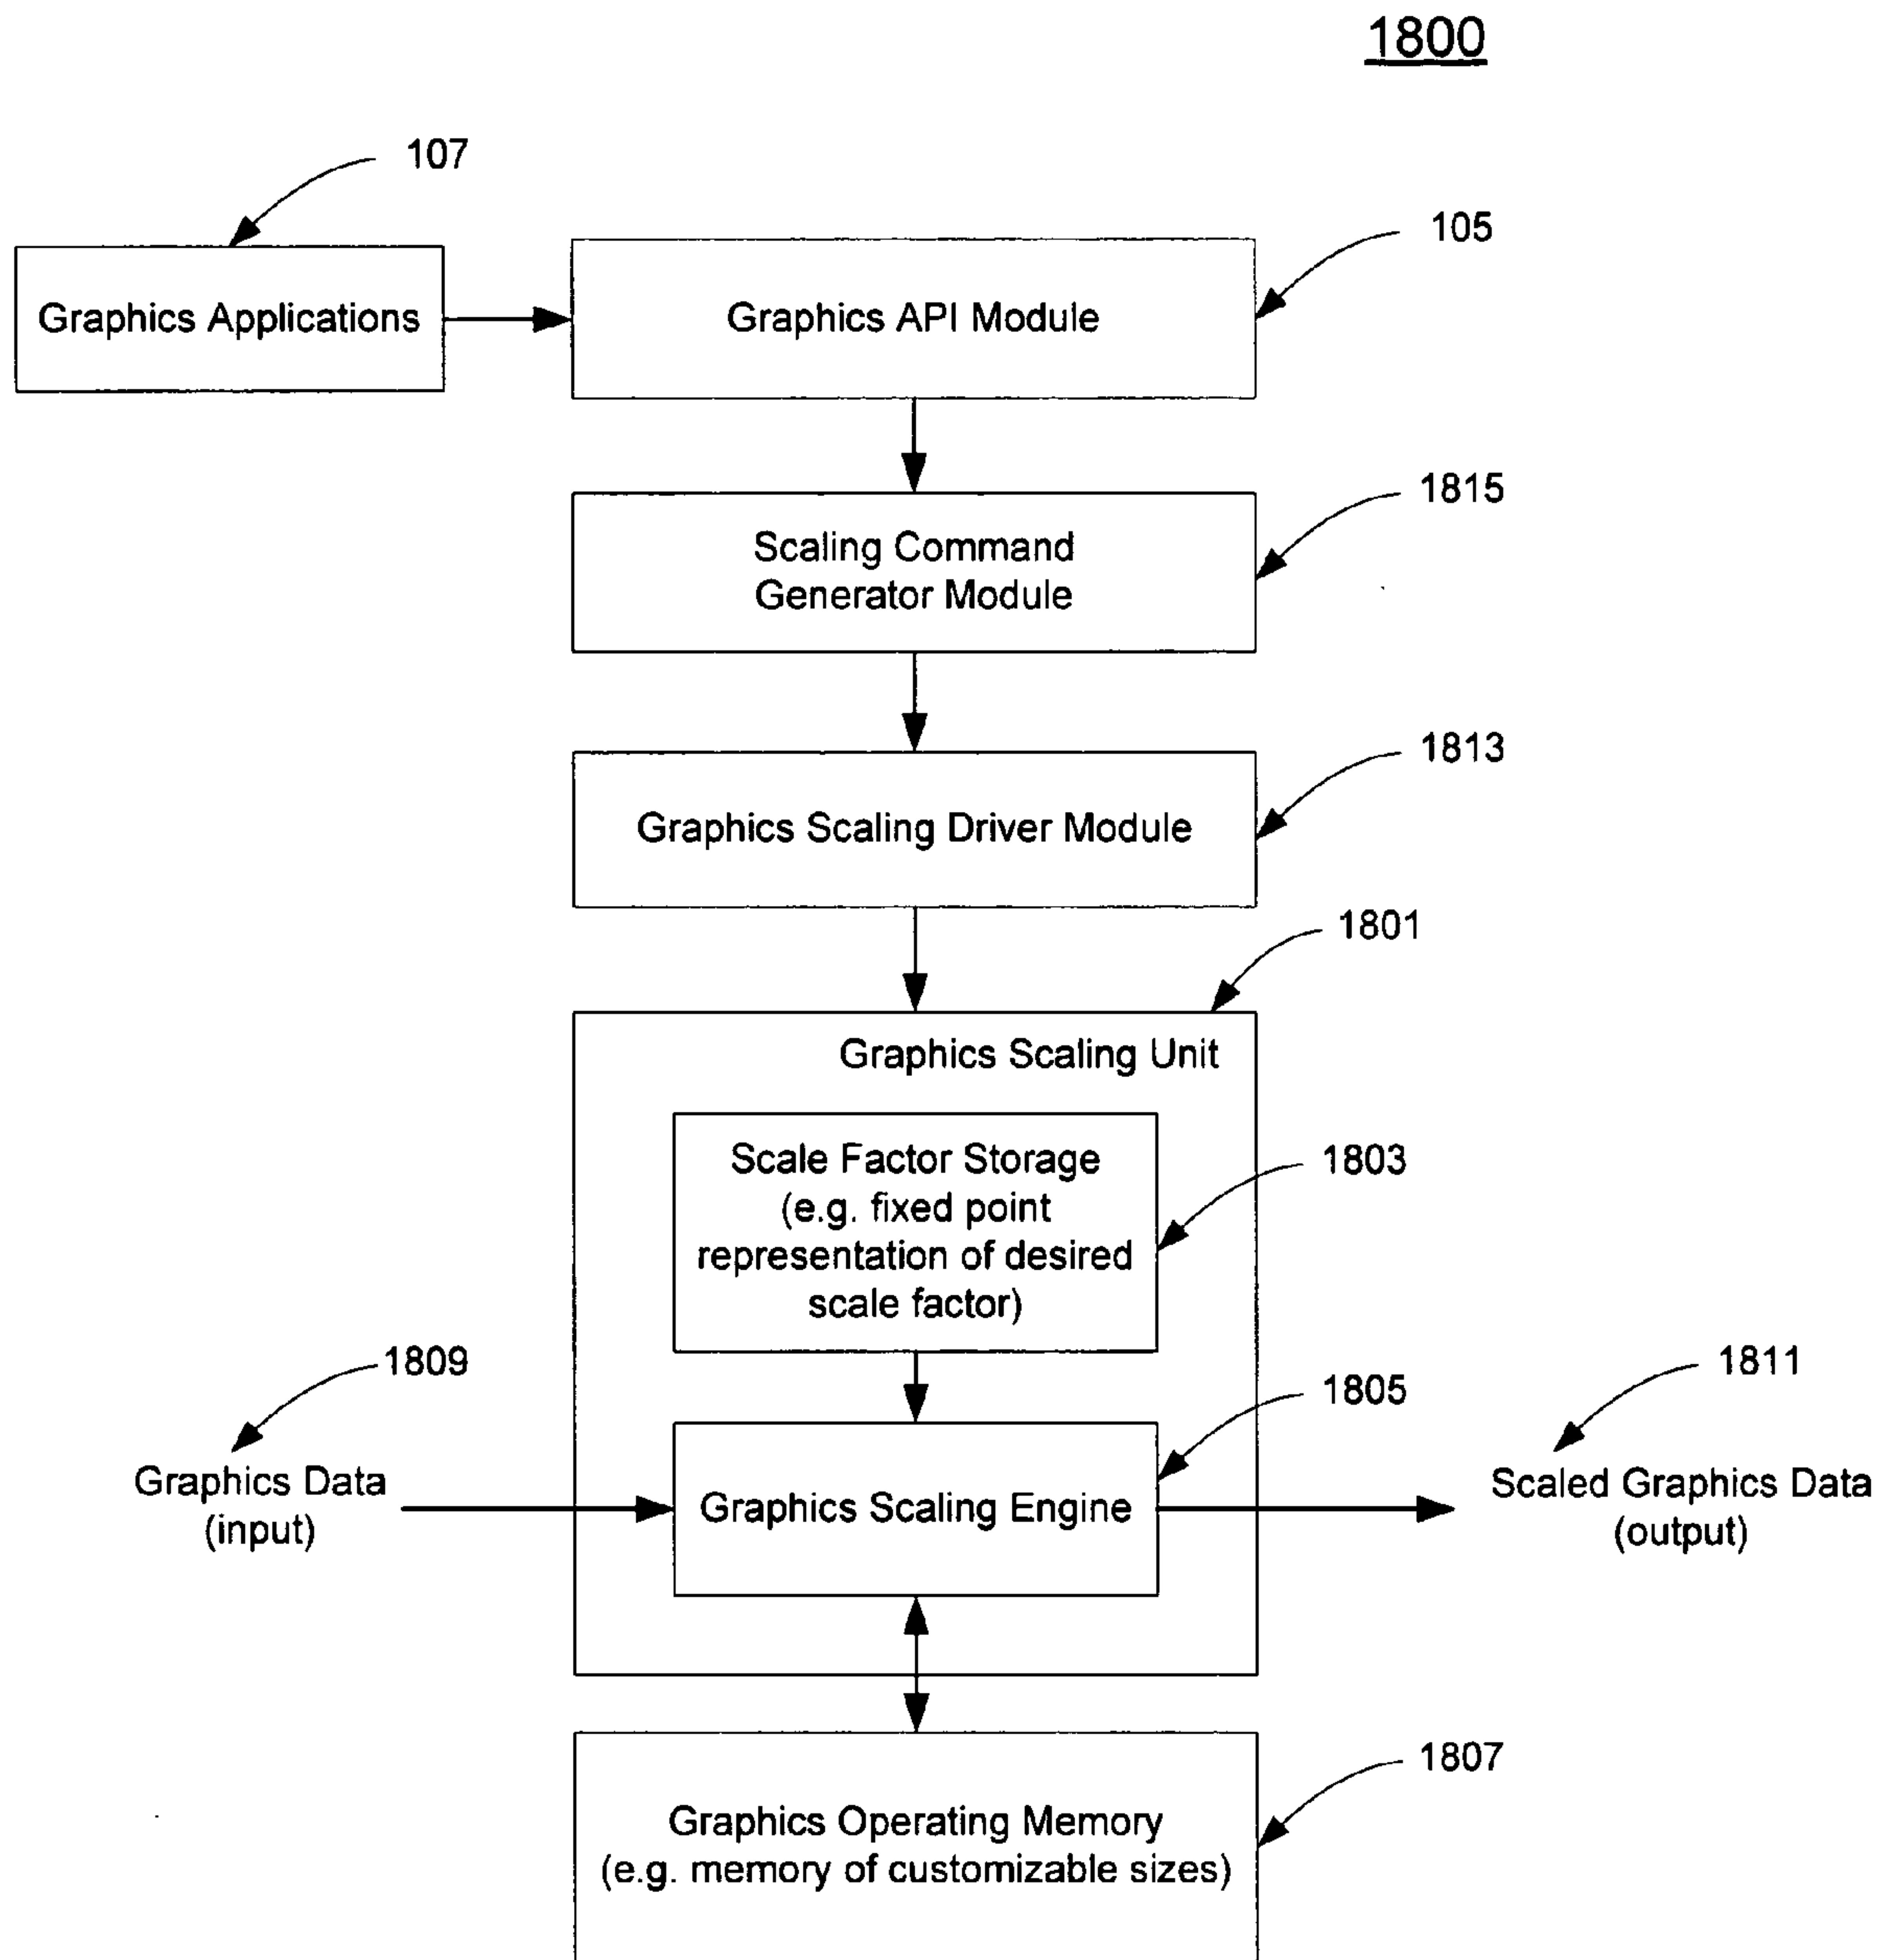 1800
107
105
Graphics Applications
Graphics API Module
1815
Scaling Command
Generator Module
1813
Graphics Scaling Driver Module
1801
Graphics Scaling Unit
Scale Factor Storage
(e.g. fixed point
representation of desired
scale factor)
1803
1809
1805
1811
Graphics Data
(input)
Graphics Scaling Engine
Scaled Graphics Data
(output)
1807
Graphics Operating Memory
(e.g. memory of customizable sizes)